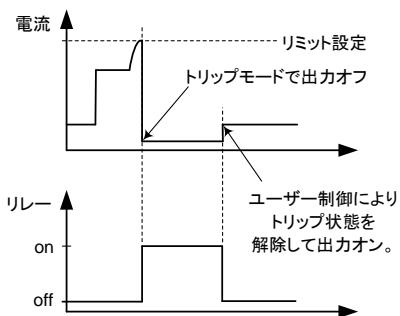 電流
リミット設定
トリップモードで出力オフ
ユーザー制御により
トリップ状態を
解除して出力オン。
リレー
on
off